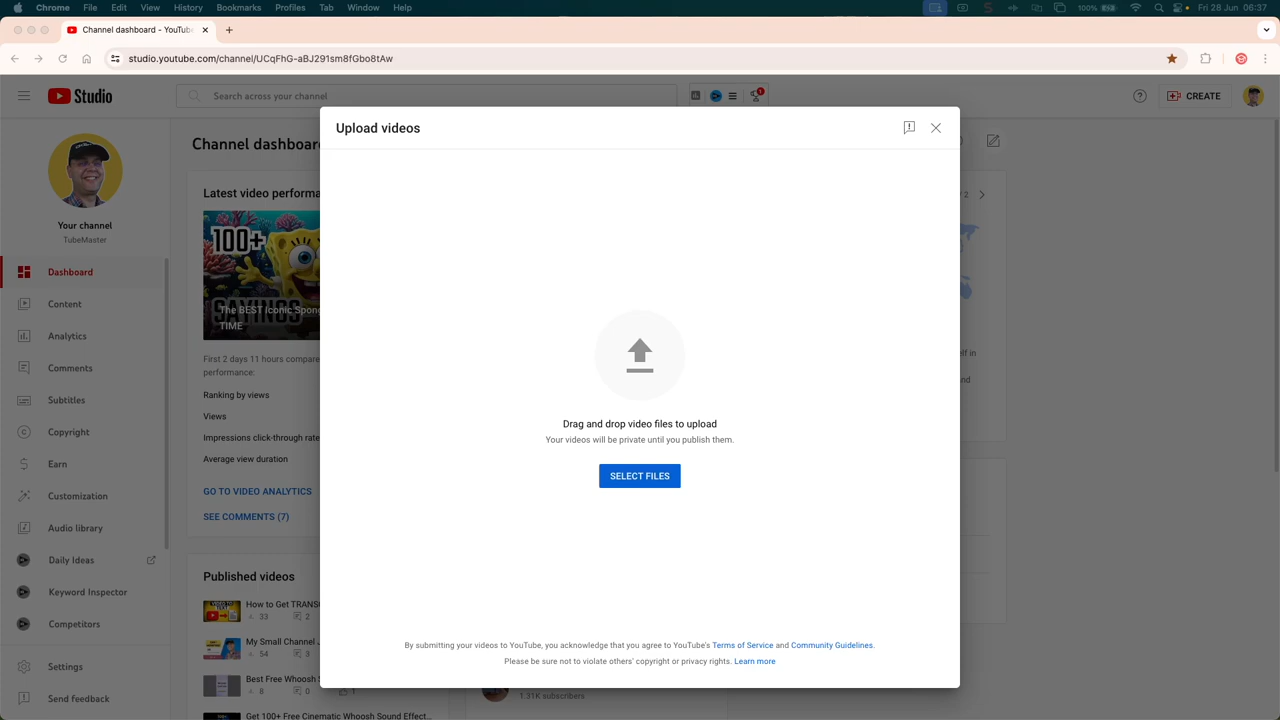 Chrome File Edit View History Bookmarks Profiles Tab Window Help 100% Fri 28 Jun 06:37
Channel dashboard - YouTube
studio.youtube.com/channel/UCqFhG-aBJ291sm8fGbo8tAw
Studio
Search across your channel
1
CREATE
Upload videos
Channel dashboard
Your channel
TubeMaster
Dashboard
Content
Analytics
Comments
Subtitles
Copyright
Earn
Customization
Audio library
Daily Ideas
Keyword Inspector
Competitors
Settings
Send feedback
Latest video performa
100+
SAYINGS
The BEST Iconic Spong
TIME
First 2 days 11 hours compare
performance:
Ranking by views
Views
Impressions click-through rate
Average view duration
GO TO VIDEO ANALYTICS
SEE COMMENTS (7)
Published videos
How to Get TRANS
33 2
My Small Channel J
54 3
Best Free Whoosh S
8 0 1
Get 100+ Free Cinematic Whoosh Sound Effect...
Drag and drop video files to upload
Your videos will be private until you publish them.
SELECT FILES
By submitting your videos to YouTube, you acknowledge that you agree to YouTube's Terms of Service and Community Guidelines.
Please be sure not to violate others' copyright or privacy rights. Learn more
/ 2
elf in
nd
1.31K subscribers